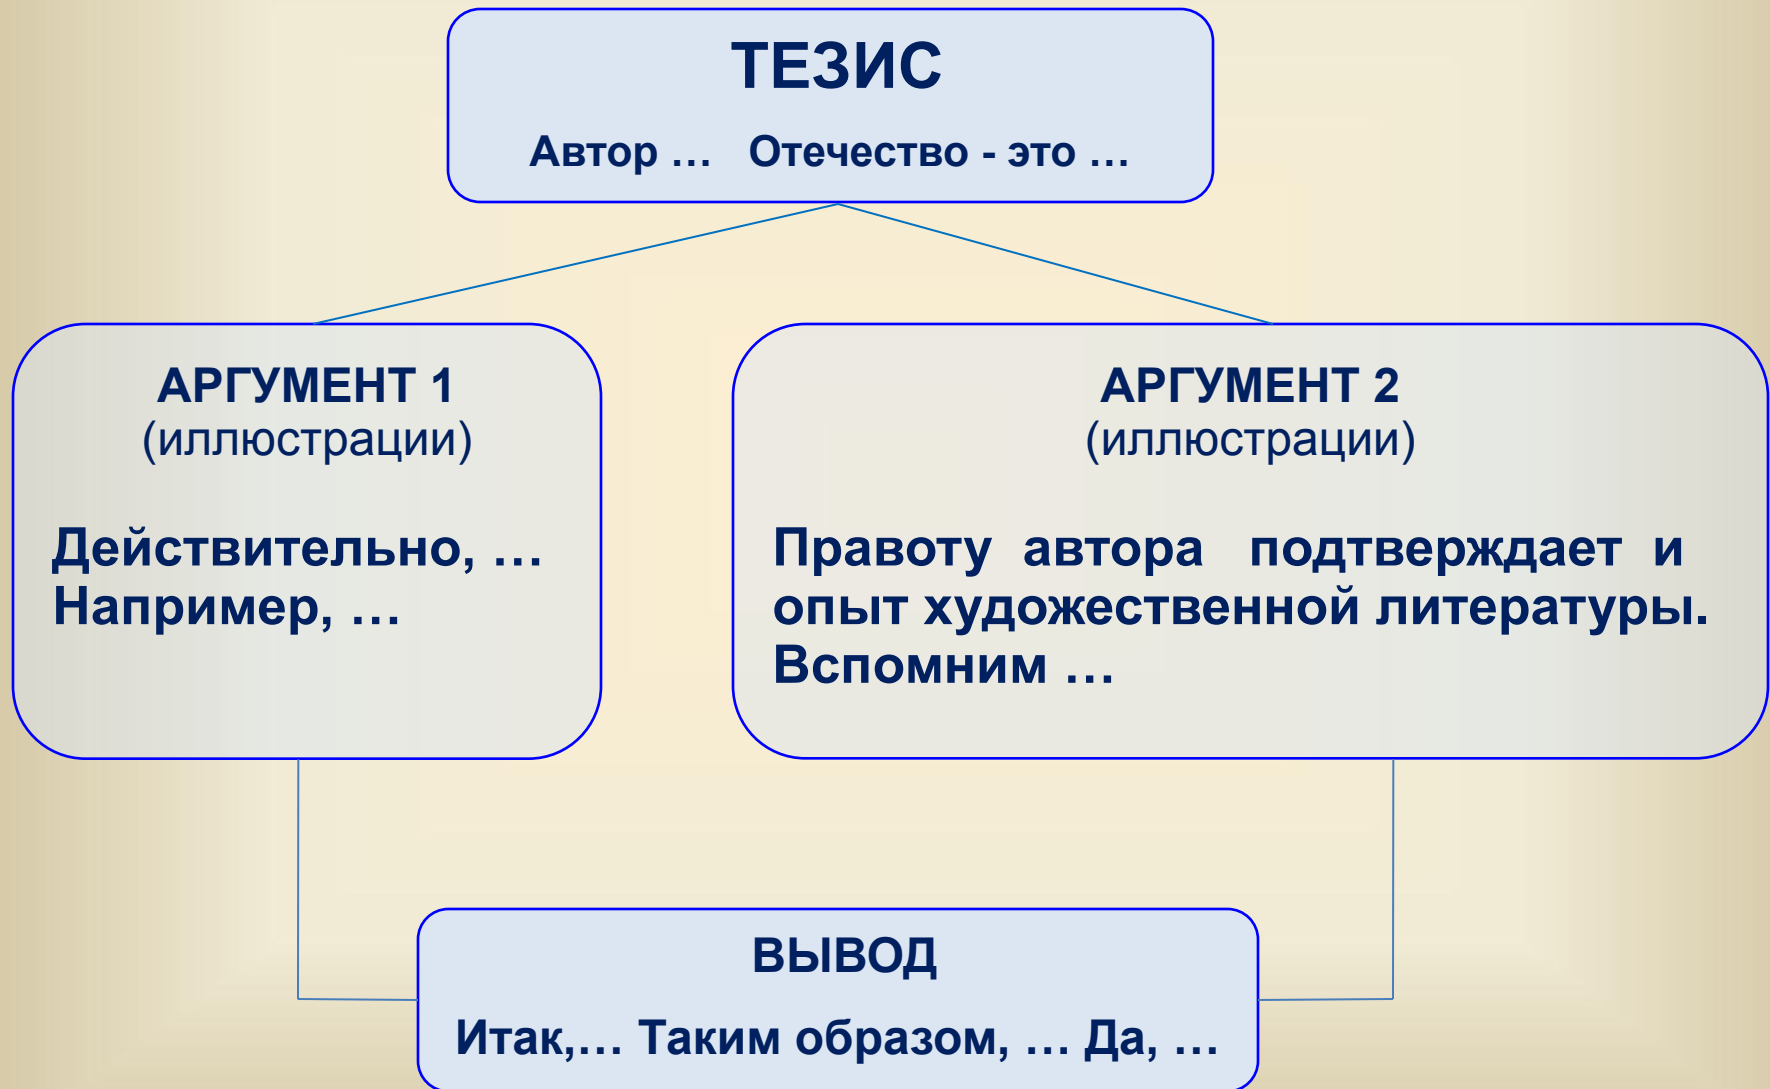 ТЕЗИС
Автор … Отечество - это …
АРГУМЕНТ 1
(иллюстрации)
Действительно, …
Например, …
АРГУМЕНТ 2
(иллюстрации)
Правоту автора подтверждает и
опыт художественной литературы.
Вспомним …
ВЫВОД
Итак,… Таким образом, … Да, …